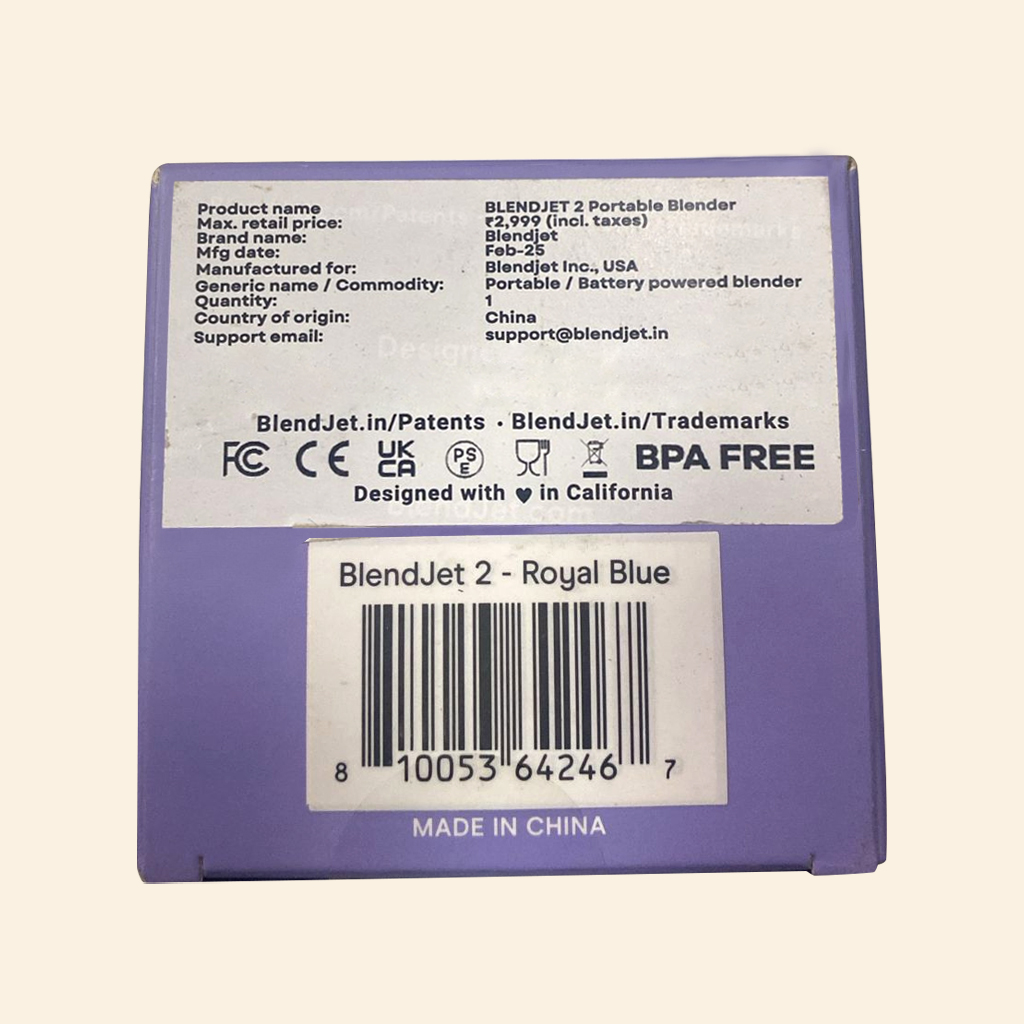 Product name BLENDJET 2 Portable Blender
Max. retail price: ₹2,999 (incl. taxes)
Brand name: Blendjet
Mfg date: Feb-25
Manufactured for: Blendjet Inc., USA
Generic name / Commodity: Portable / Battery powered blender
Quantity: 1
Country of origin: China
Support email: support@blendjet.in
BlendJet.in/Patents · BlendJet.in/Trademarks
FC CE UK CA PS E BPA FREE
Designed with ♥ in California
BlendJet.com
BlendJet 2 - Royal Blue
8 10053 64246 7
MADE IN CHINA